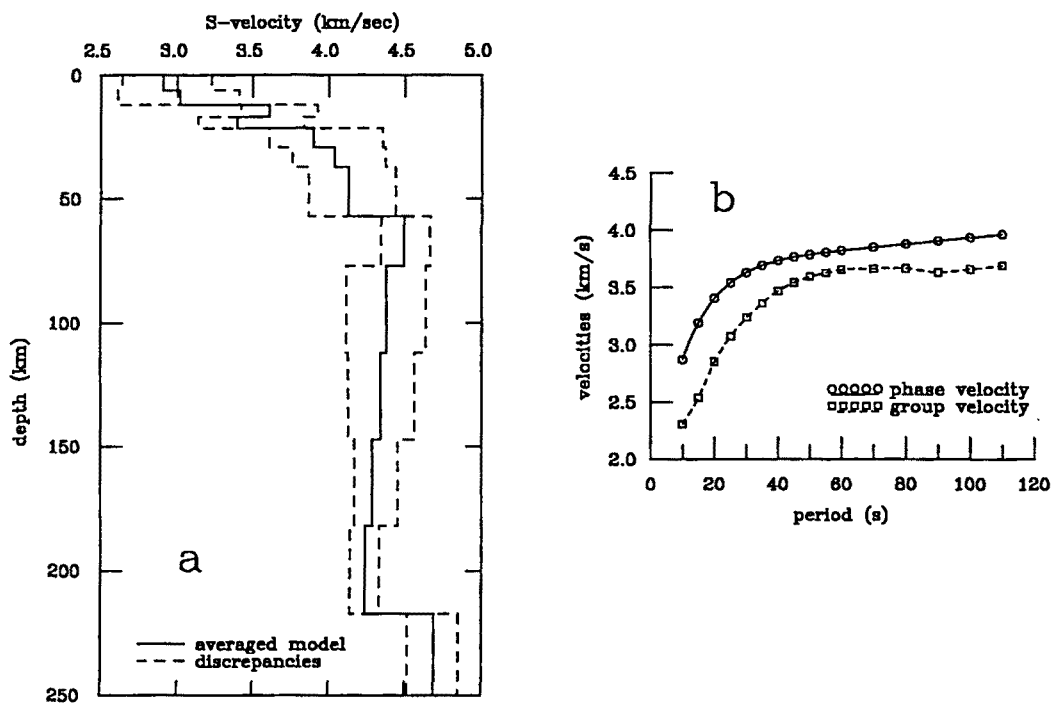 S-velocity (km/sec)
2.5 3.0 3.5 4.0 4.5 5.0
0
50
100
150
200
250
depth (km)
a
averaged model
discrepancies
b
4.5
4.0
3.5
3.0
2.5
2.0
velocities (km/s)
phase velocity
group velocity
0 20 40 60 80 100 120
period (s)